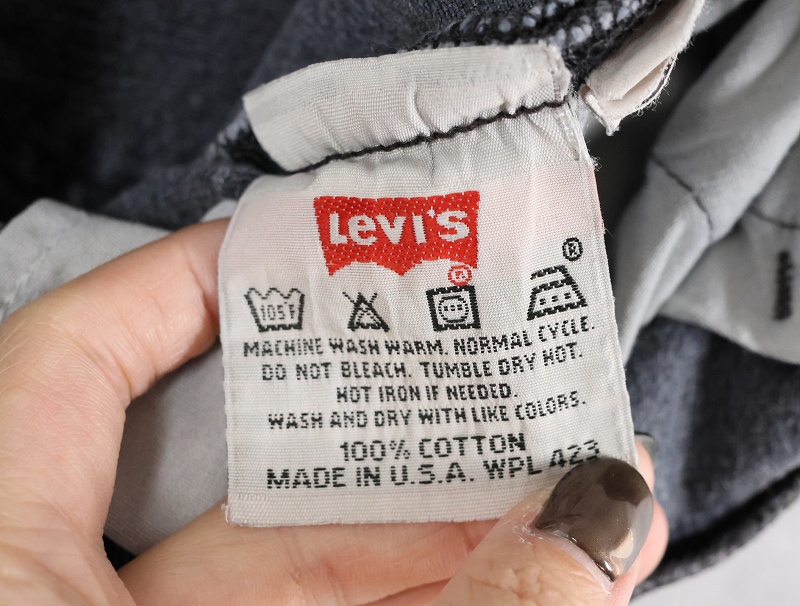 Levi's
®
®
105°F
MACHINE WASH WARM. NORMAL CYCLE.
DO NOT BLEACH. TUMBLE DRY HOT.
HOT IRON IF NEEDED.
WASH AND DRY WITH LIKE COLORS.
100% COTTON
MADE IN U.S.A. WPL 423